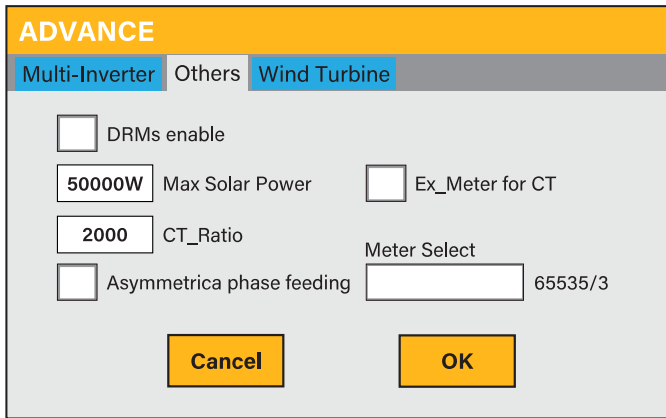 ADVANCE
Multi-Inverter Others Wind Turbine
DRMs enable
50000W Max Solar Power Ex_Meter for CT
2000 CT_Ratio
Meter Select
Asymmetrica phase feeding 65535/3
Cancel OK